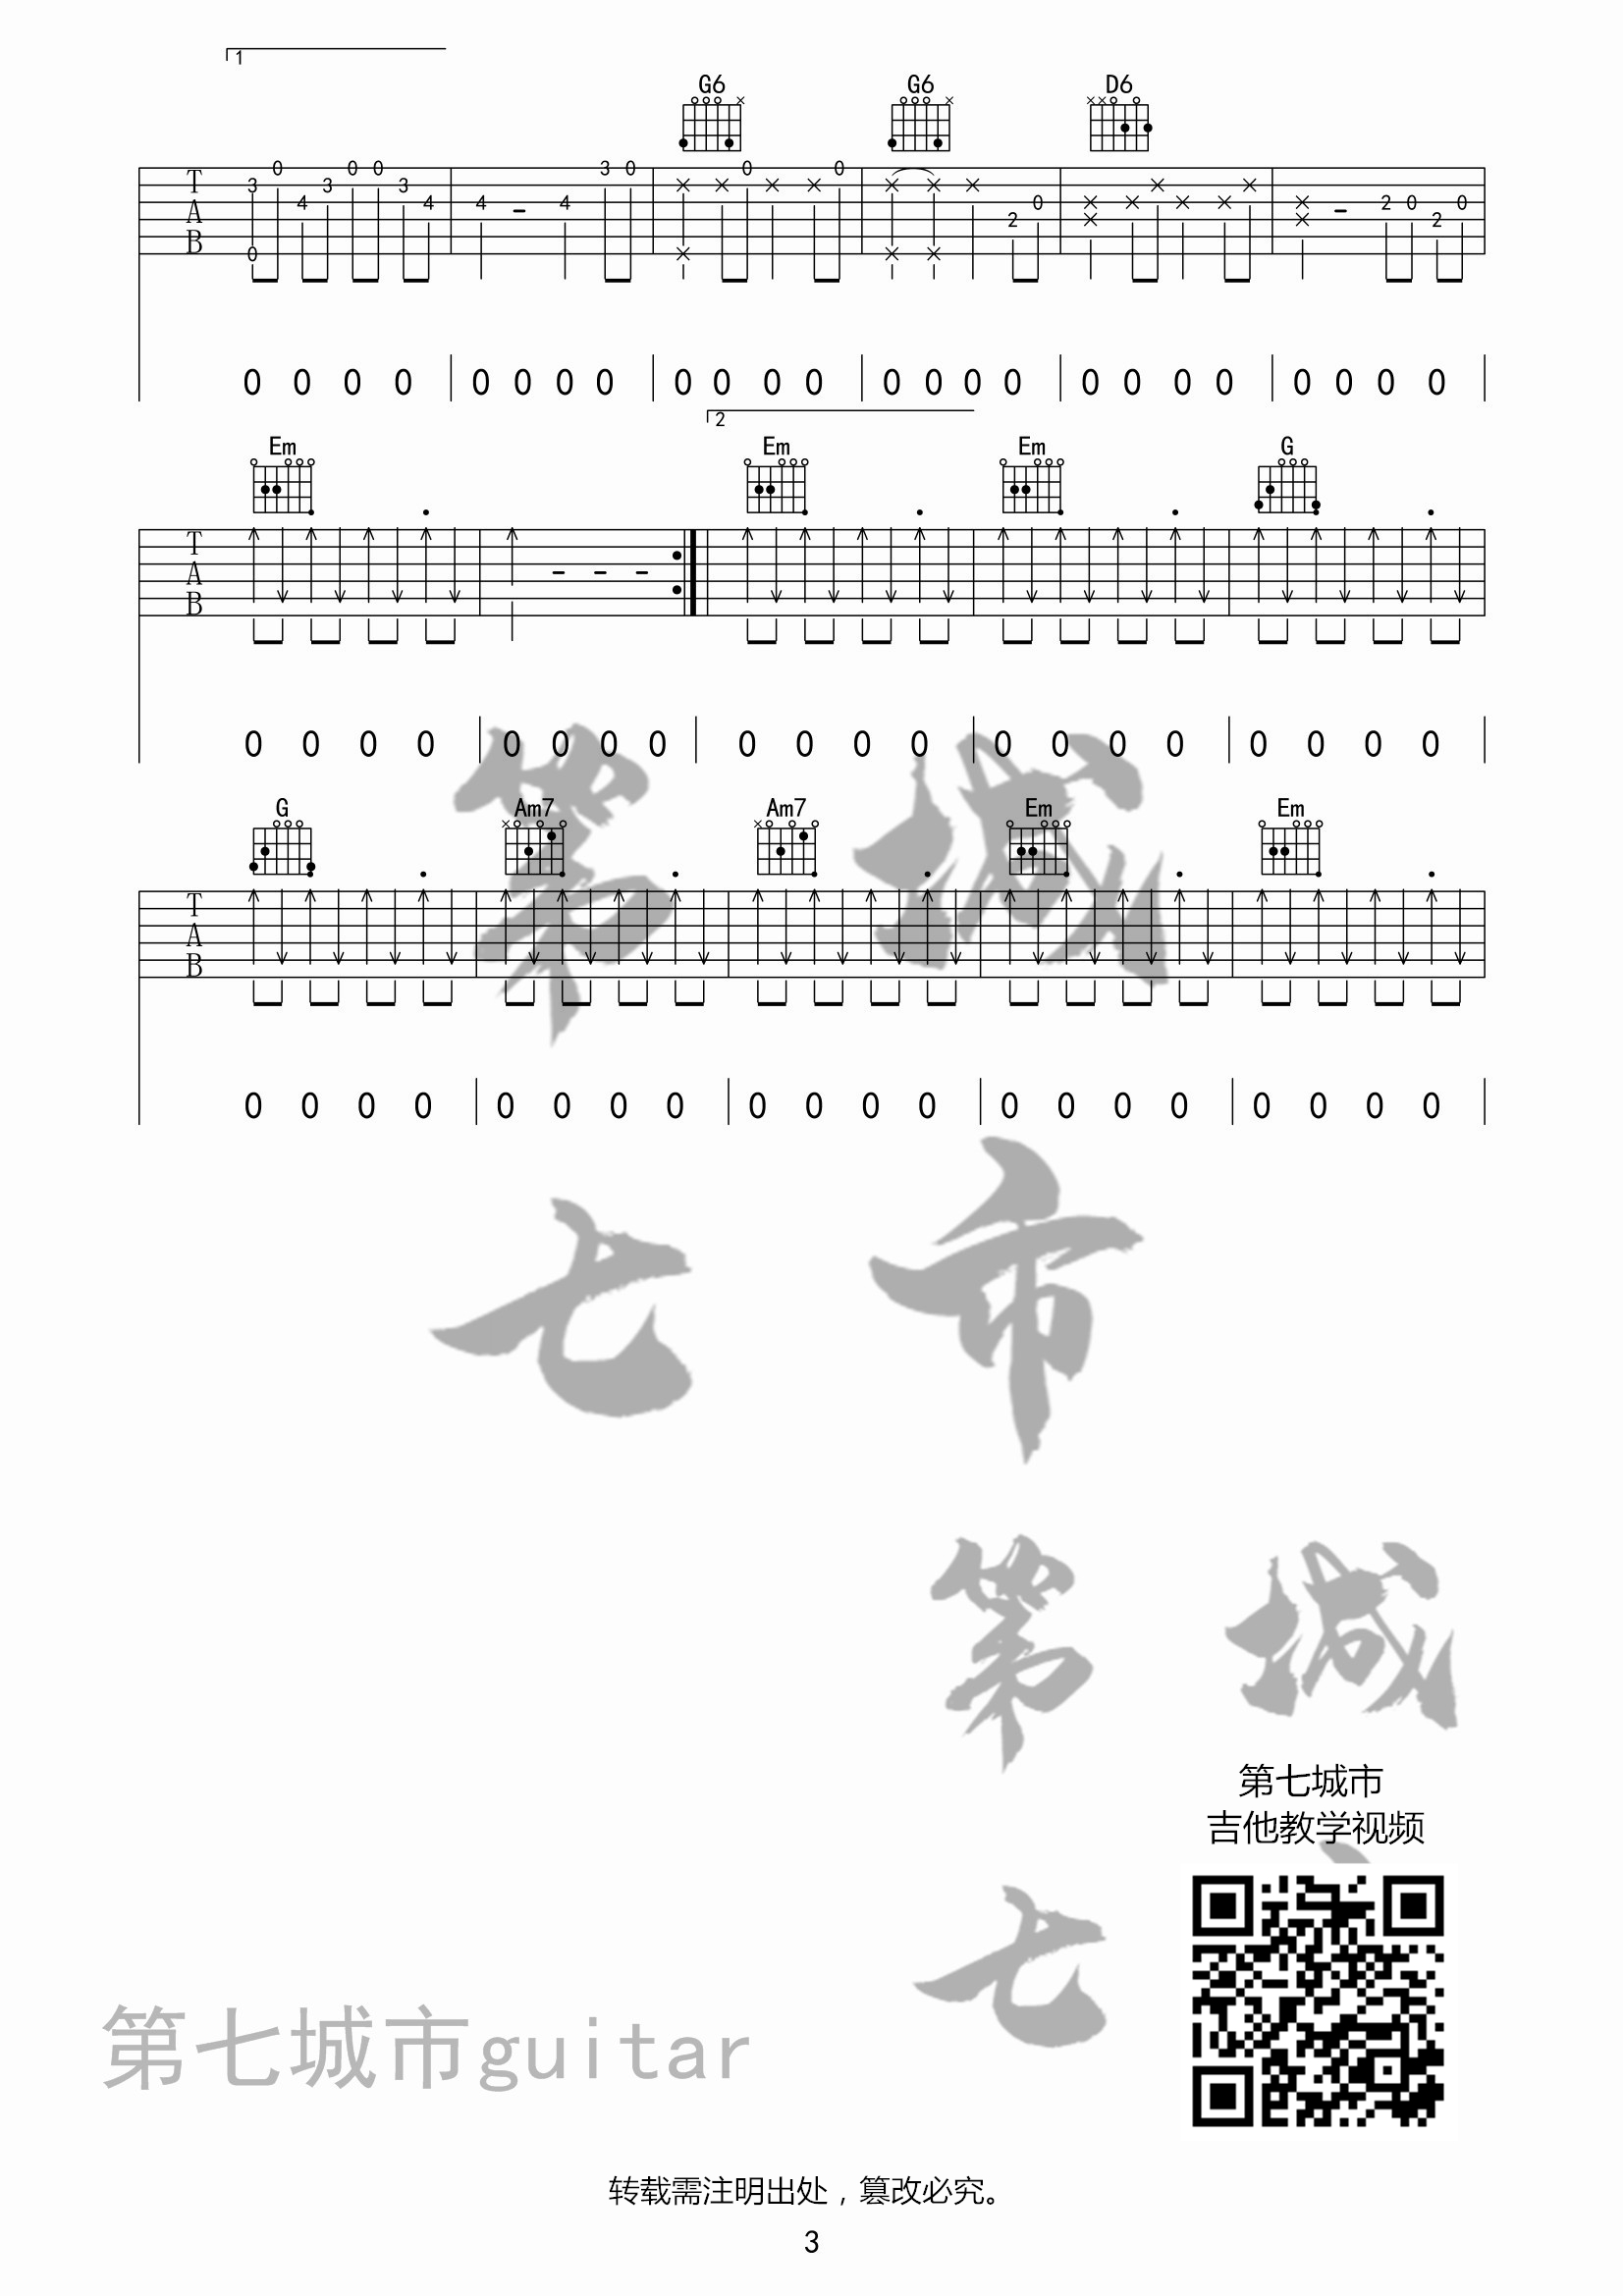 1
G6 G6 D6
3 0 4 3 0 0 3 4 4 - 4 3 0 0 0 2 0 2 0 2 0
T
A
B
0
0 0 0 0 0 0 0 0 0 0 0 0 0 0 0 0 0 0 0 0 0 0 0 0
2
Em Em Em G
T
A
B
- - -
0 0 0 0 0 0 0 0 0 0 0 0 0 0 0 0 0 0 0 0
G Am7 Am7 Em Em
T
A
B
0 0 0 0 0 0 0 0 0 0 0 0 0 0 0 0 0 0 0 0
第 城
七 市
第 城
七
第七城市
吉他教学视频
第七城市guitar
转载需注明出处，篡改必究。
3